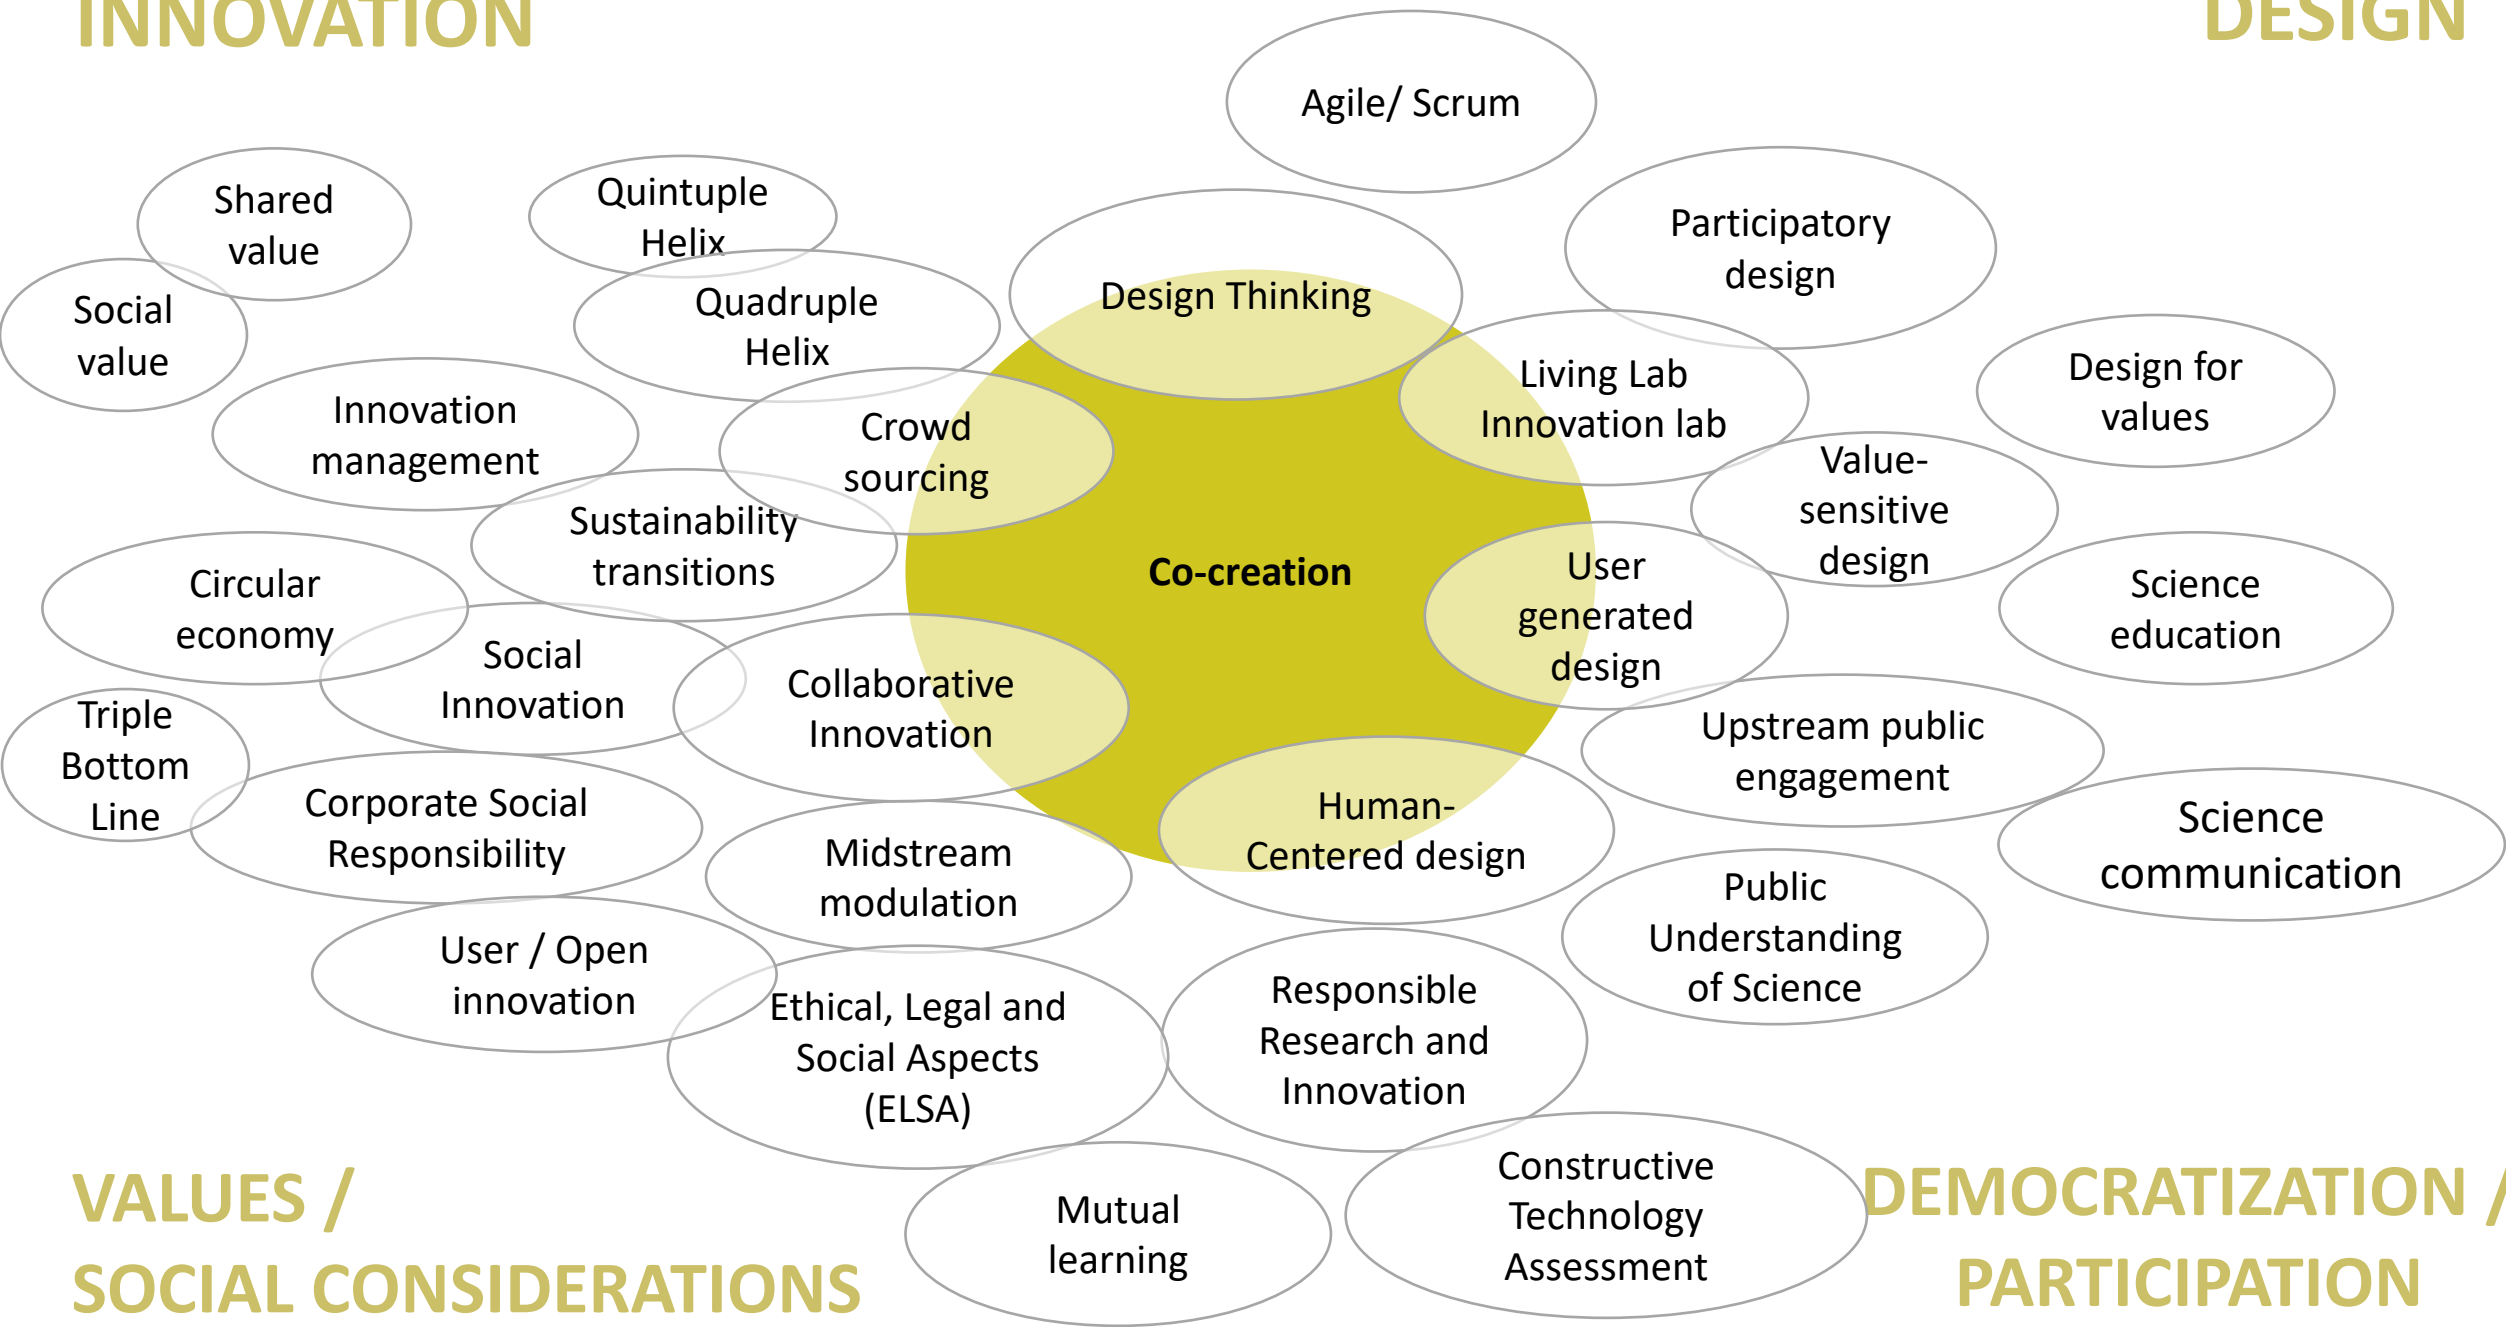 INNOVATION
DESIGN
Agile/ Scrum
Shared
value
Quintuple
Helix
Participatory
design
Social
value
Quadruple
Helix
Design Thinking
Living Lab
Innovation lab
Design for
values
Innovation
management
Crowd
sourcing
Value-
sensitive
design
Sustainability
transitions
Co-creation
User
generated
design
Science
education
Circular
economy
Social
Innovation
Collaborative
Innovation
Upstream public
engagement
Triple
Bottom
Line
Corporate Social
Responsibility
Midstream
modulation
Human-
Centered design
Science
communication
Public
Understanding
of Science
User / Open
innovation
Ethical, Legal and
Social Aspects
(ELSA)
Responsible
Research and
Innovation
Mutual
learning
Constructive
Technology
Assessment
VALUES /
SOCIAL CONSIDERATIONS
DEMOCRATIZATION /
PARTICIPATION